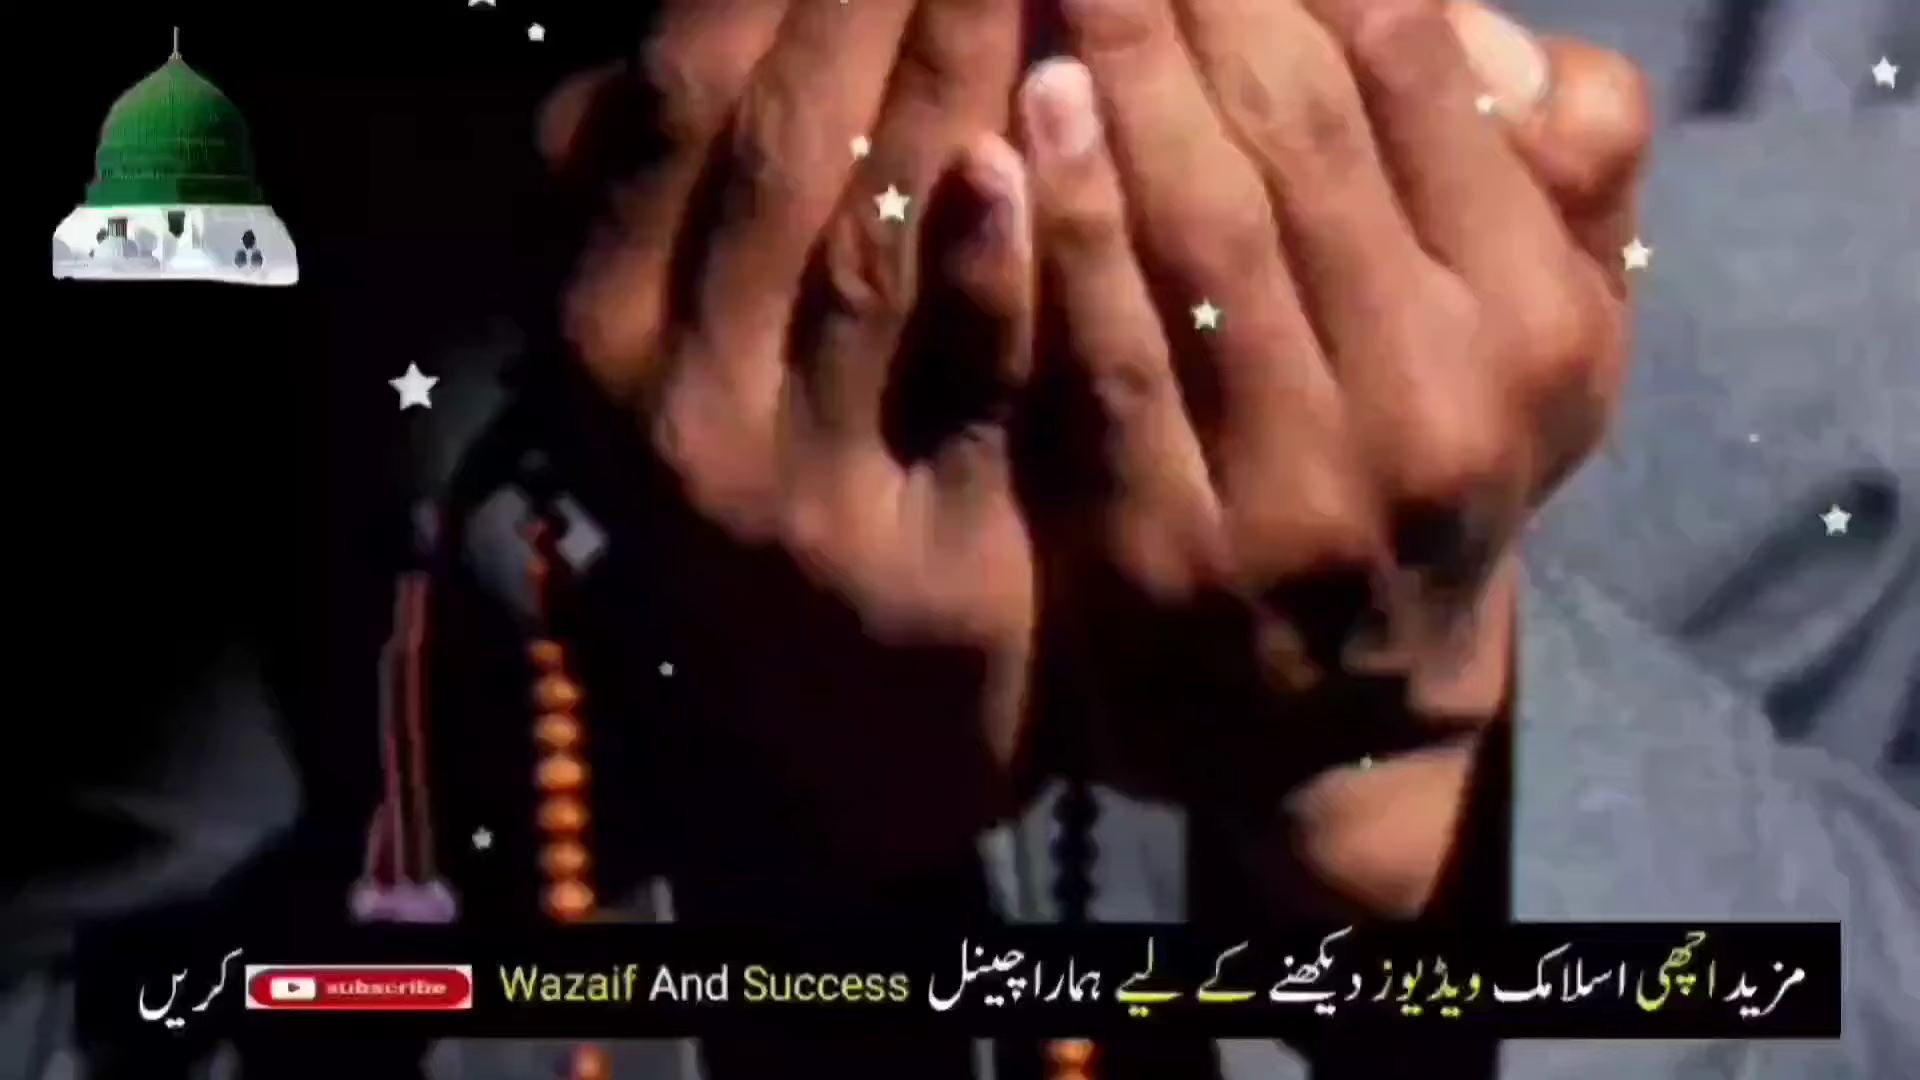 مزید اچھی اسلامک ویڈیوز دیکھنے کے لیے ہمارا چینل Wazaif And Success subscribe کریں